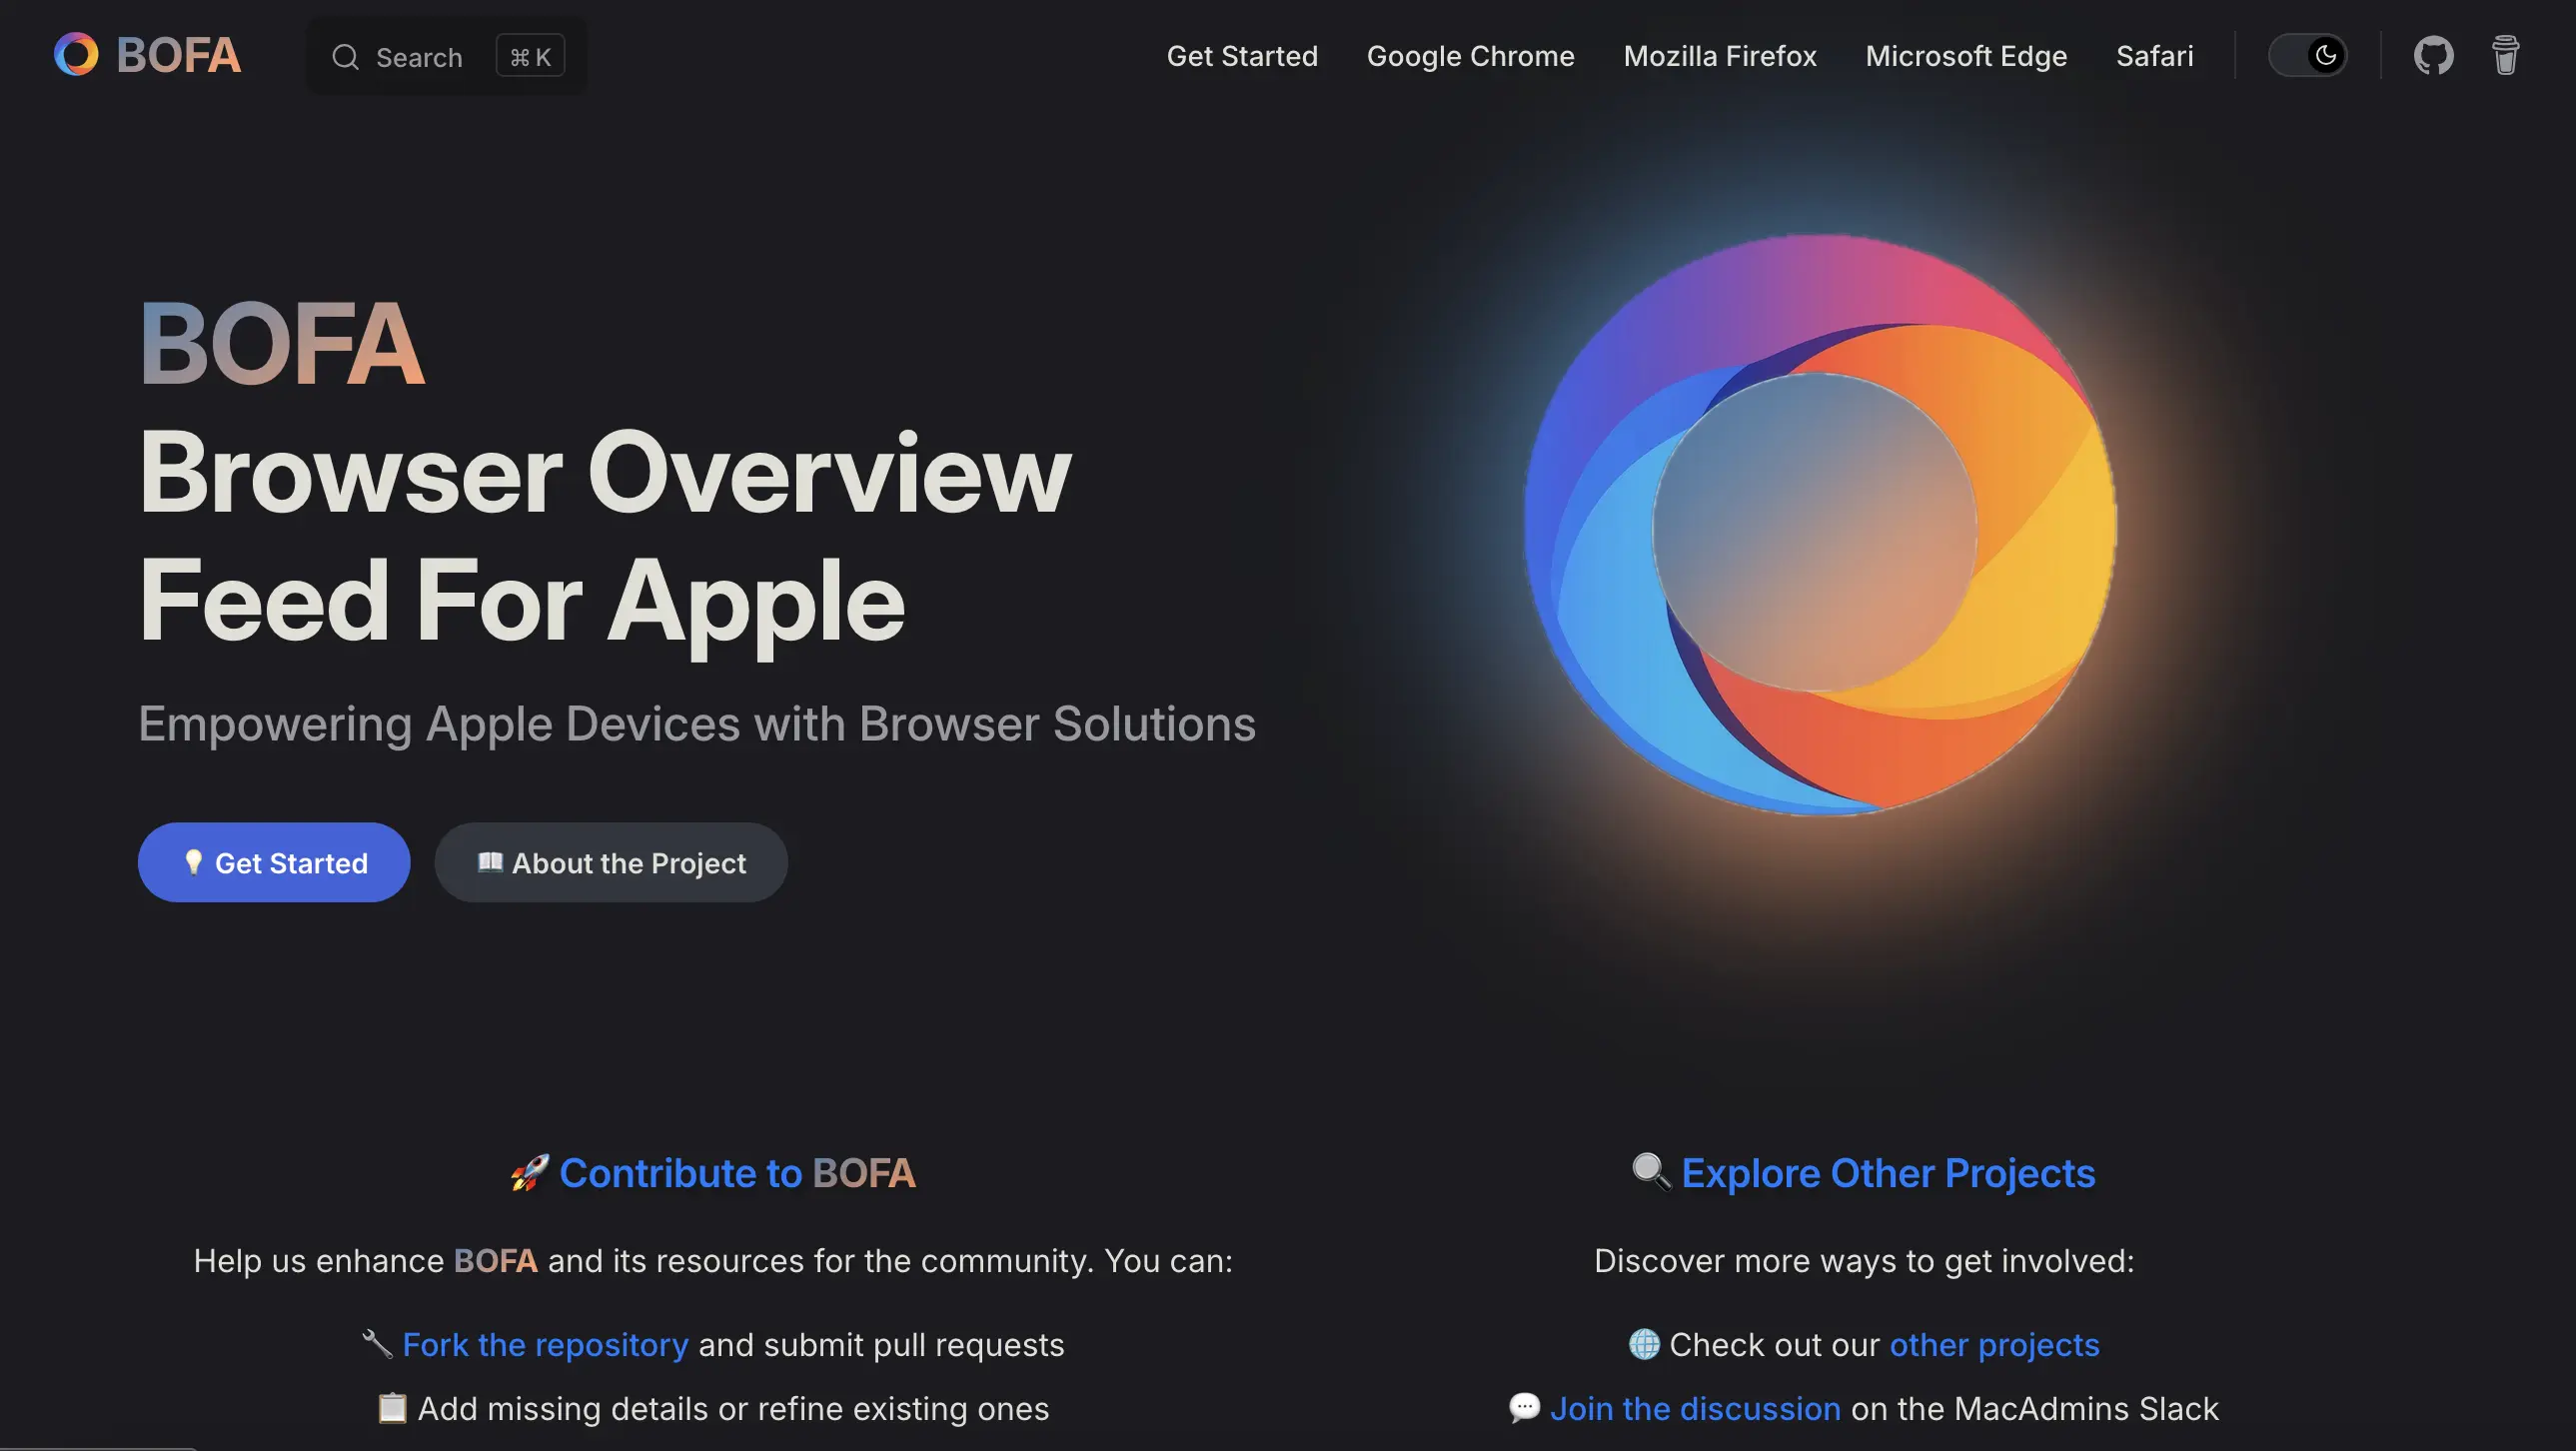 BOFA
Search ⌘ K
Get Started Google Chrome Mozilla Firefox Microsoft Edge Safari
BOFA
Browser Overview
Feed For Apple
Empowering Apple Devices with Browser Solutions
💡 Get Started
📖 About the Project
🚀 Contribute to BOFA
Help us enhance BOFA and its resources for the community. You can:
🔧 Fork the repository and submit pull requests
📋 Add missing details or refine existing ones
🔍 Explore Other Projects
Discover more ways to get involved:
🌐 Check out our other projects
💬 Join the discussion on the MacAdmins Slack